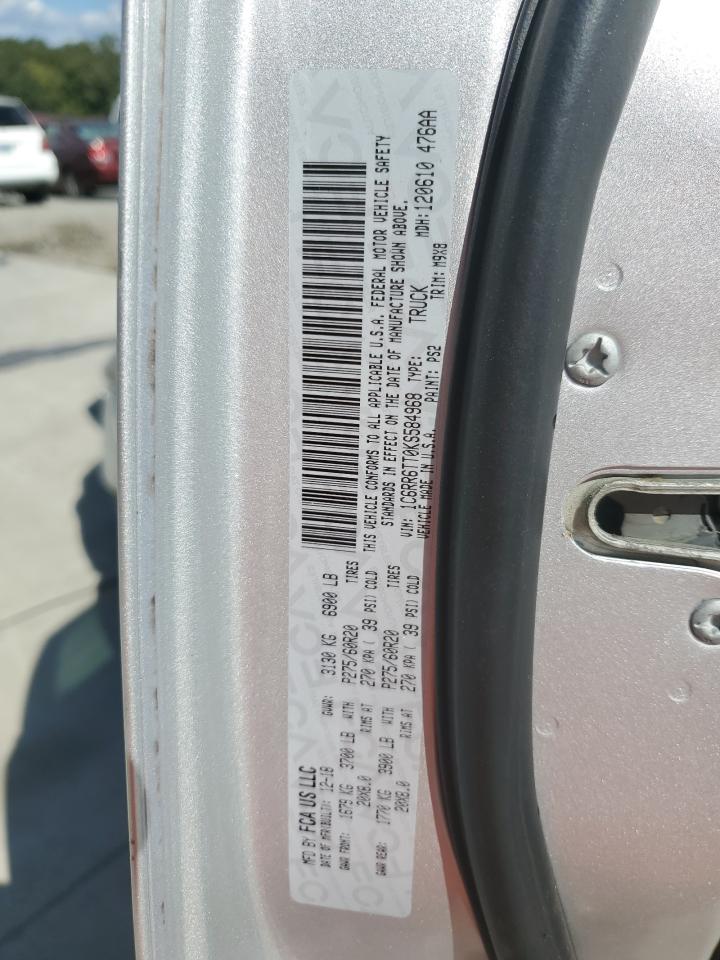 MFD BY FCA US LLC
DATE OF MFR(BUILT): 12-18 GVWR: 3130 KG 6900 LB
GAWR FRONT: 1679 KG 3700 LB WITH P275/60R20 TIRES
20X8.0 RIMS AT 270 KPA ( 39 PSI) COLD
GAWR REAR: 1770 KG 3900 LB WITH P275/60R20 TIRES
20X8.0 RIMS AT 270 KPA ( 39 PSI) COLD
THIS VEHICLE CONFORMS TO ALL APPLICABLE U.S.A. FEDERAL MOTOR VEHICLE SAFETY
STANDARDS IN EFFECT ON THE DATE OF MANUFACTURE SHOWN ABOVE.
VIN: 1C6RR6TT0KS584968 TYPE: TRUCK MDH: 120610 476AA
VEHICLE MADE IN U.S.A. PAINT: PS2 TRIM: M9X8